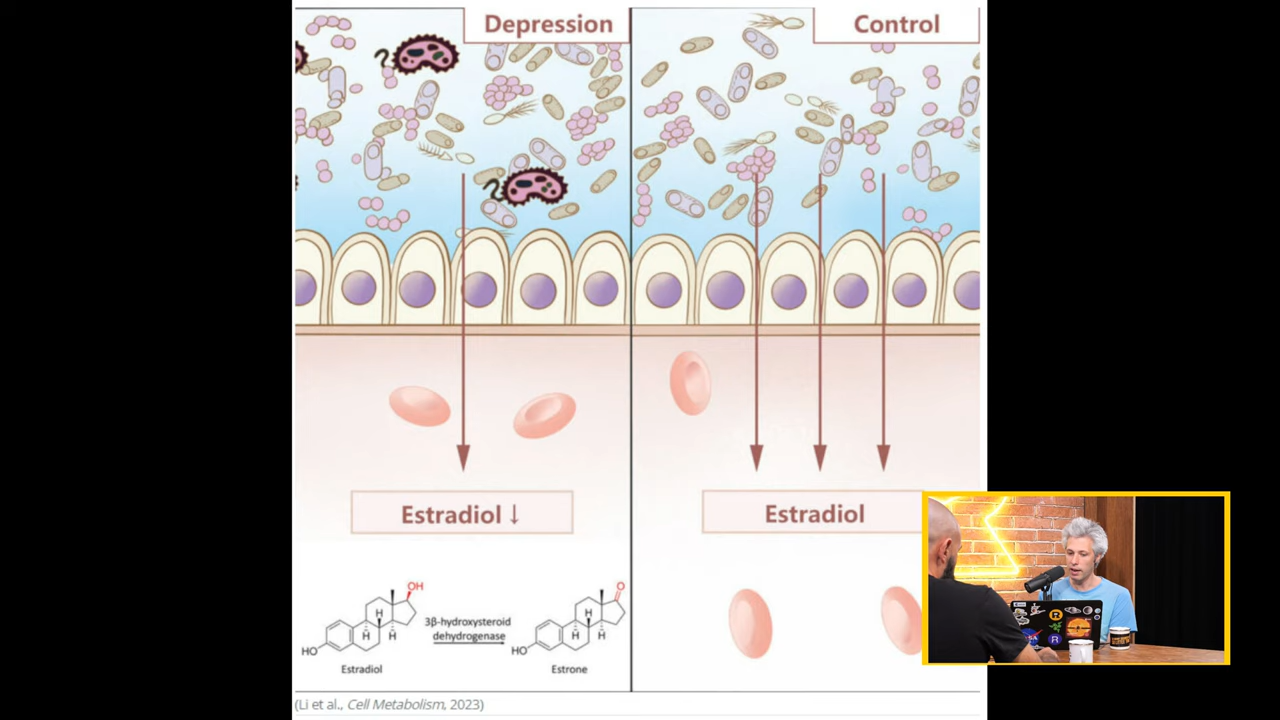 Depression
Control
Estradiol ↓
Estradiol
OH
HO
H
H
H
Estradiol
3β-hydroxysteroid
dehydrogenase
O
HO
H
H
H
Estrone
(Li et al., Cell Metabolism, 2023)